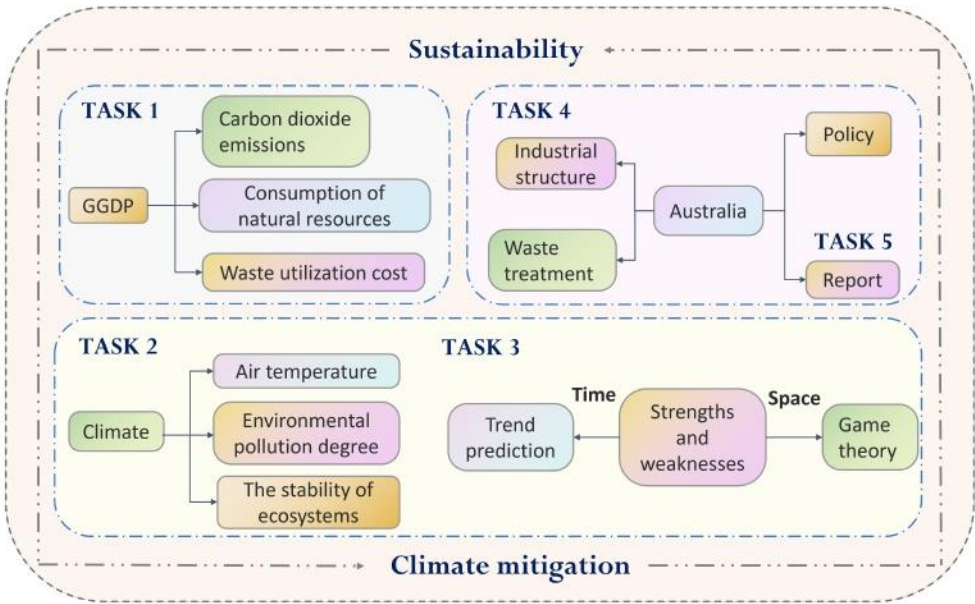 Sustainability
TASK 1
GGDP
Carbon dioxide
emissions
Consumption of
natural resources
Waste utilization cost
TASK 4
Industrial
structure
Waste
treatment
Australia
Policy
TASK 5
Report
TASK 2
Climate
Air temperature
Environmental
pollution degree
The stability of
ecosystems
TASK 3
Trend
prediction
Time
Strengths
and
weaknesses
Space
Game
theory
Climate mitigation